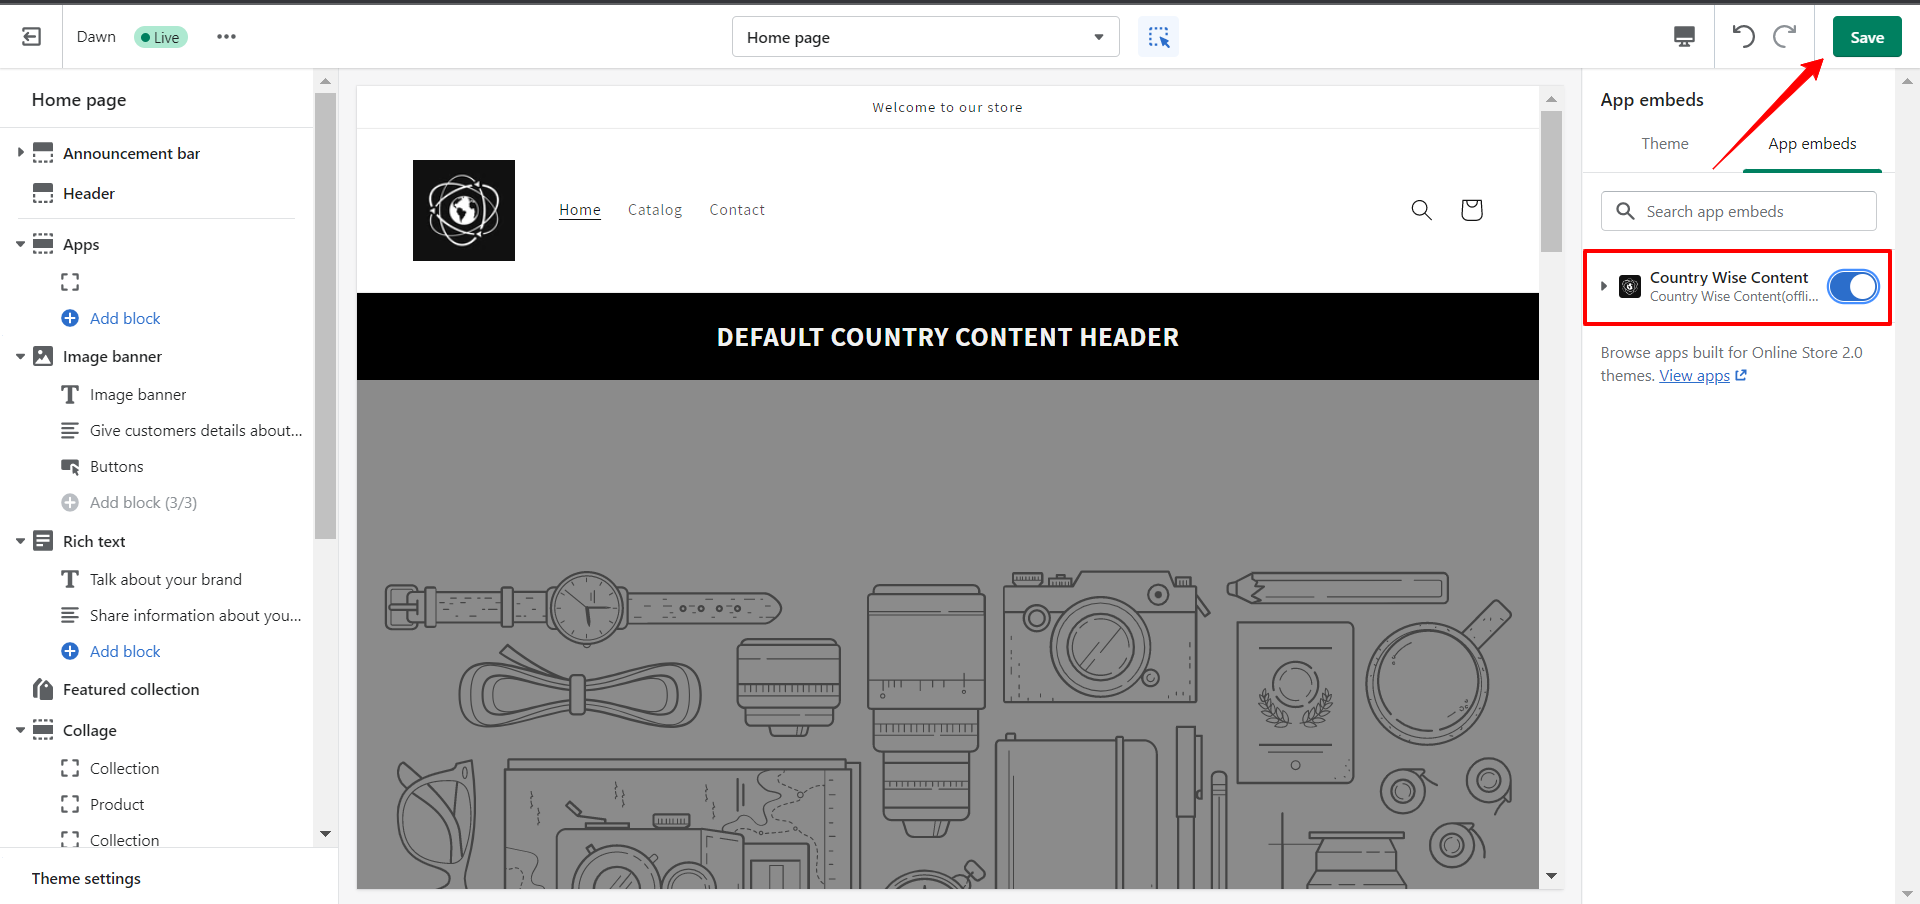 Dawn
Live
Home page
Save
Home page
Announcement bar
Header
Apps
Add block
Image banner
Image banner
Give customers details about...
Buttons
Add block (3/3)
Rich text
Talk about your brand
Share information about you...
Add block
Featured collection
Collage
Collection
Product
Collection
Theme settings
Welcome to our store
Home
Catalog
Contact
DEFAULT COUNTRY CONTENT HEADER
App embeds
Theme
App embeds
Search app embeds
Country Wise Content
Country Wise Content(offli...
Browse apps built for Online Store 2.0
themes. View apps